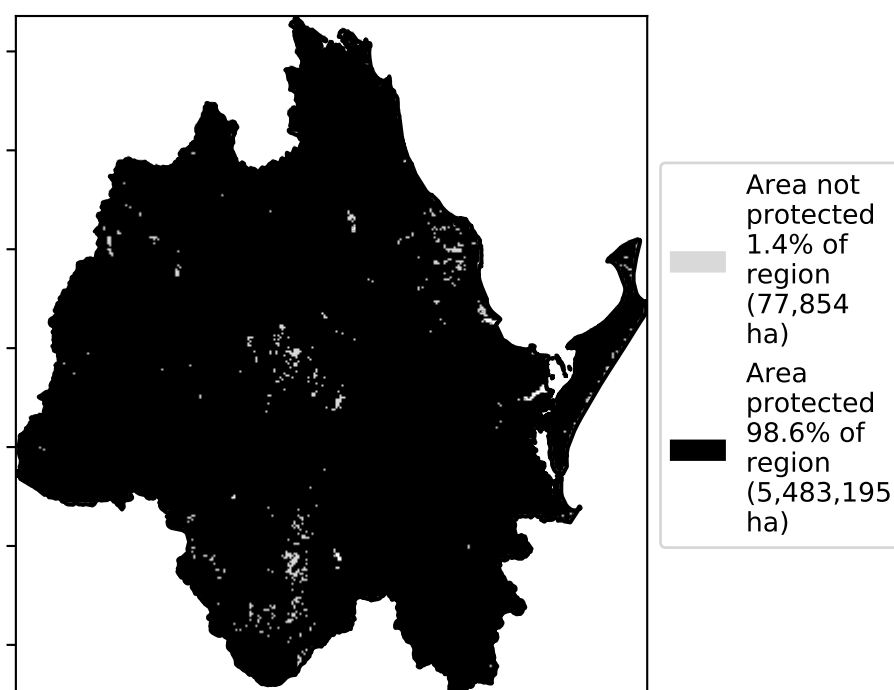 Area not
protected
1.4% of
region
(77,854
ha)
Area
protected
98.6% of
region
(5,483,195
ha)